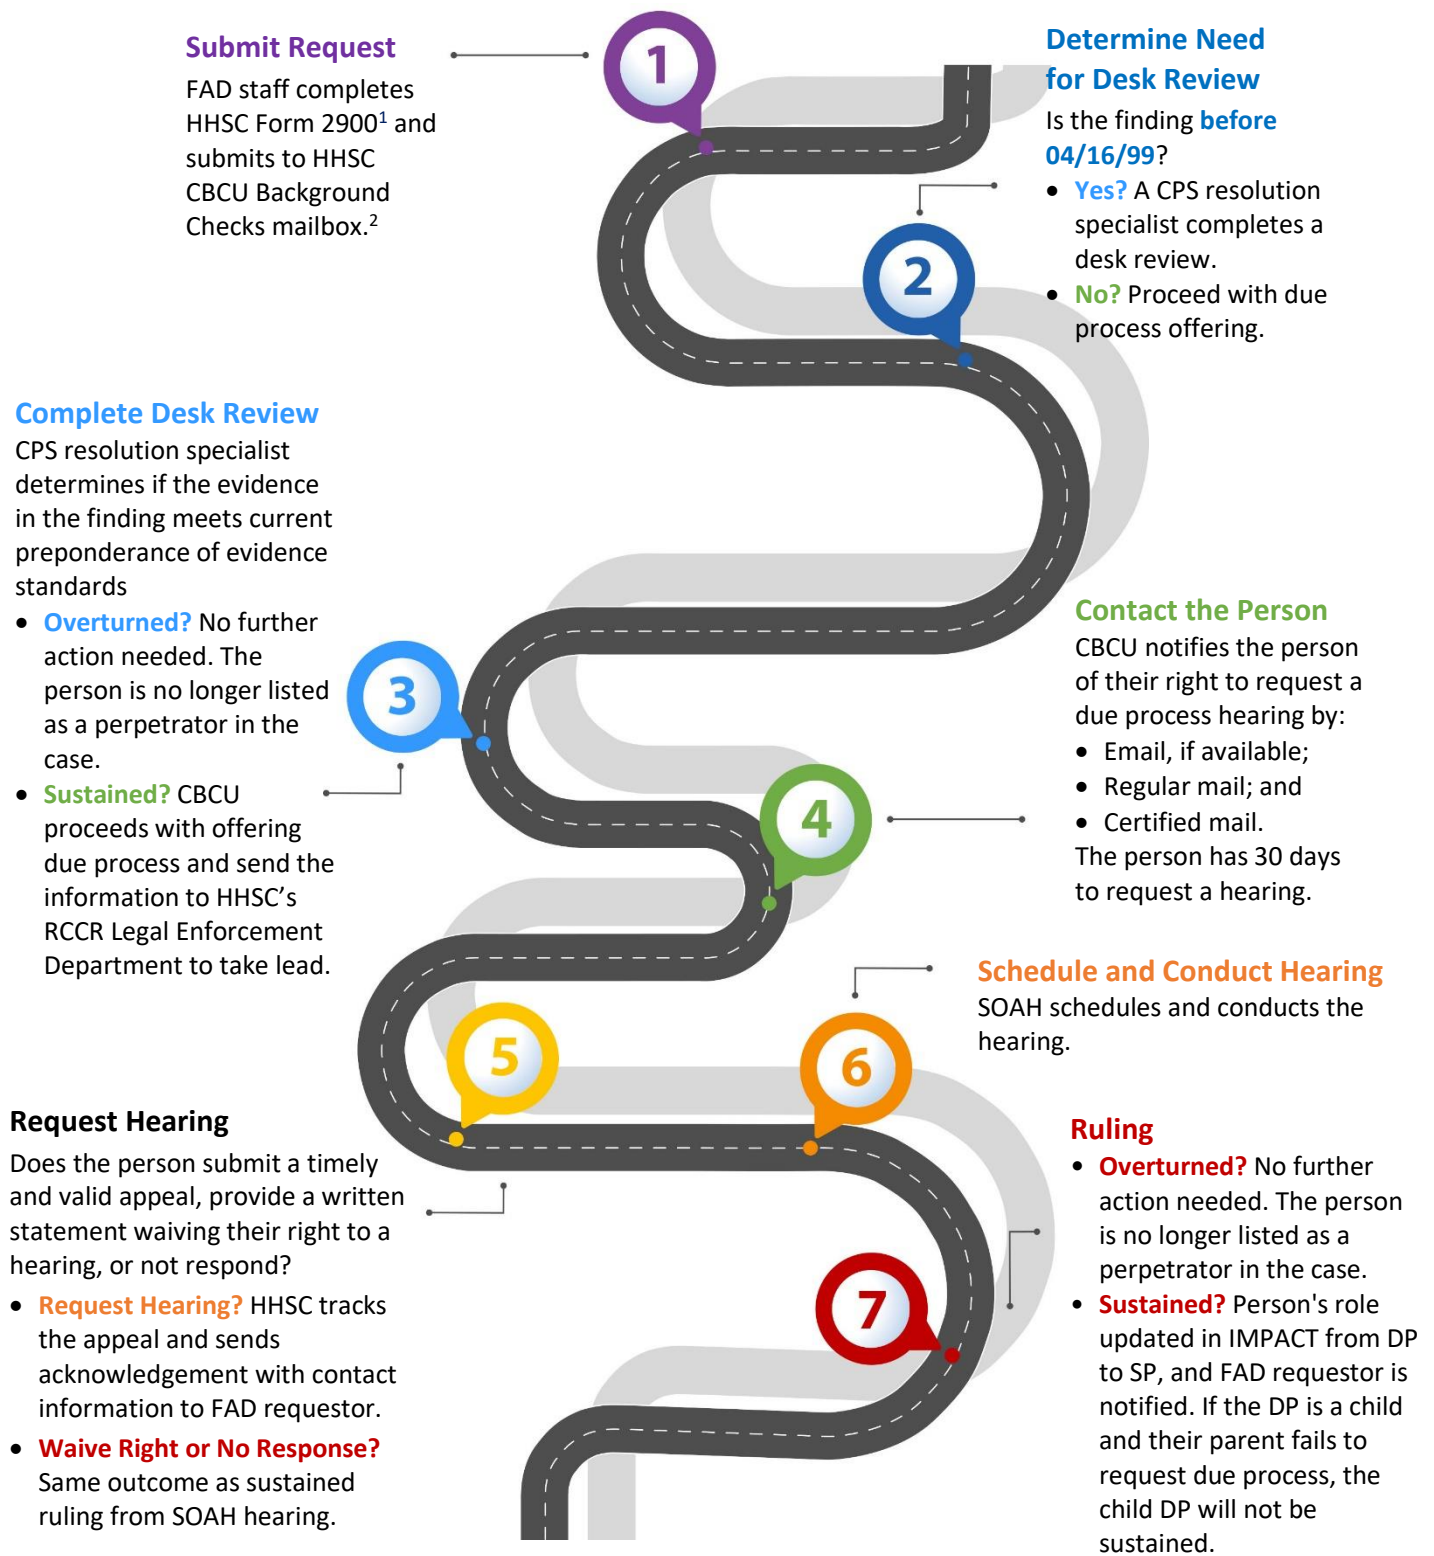 Submit Request
FAD staff completes
HHSC Form 2900¹ and
submits to HHSC
CBCU Background
Checks mailbox.²
1
Determine Need
for Desk Review
Is the finding before
04/16/99?
• Yes? A CPS resolution
specialist completes a
desk review.
• No? Proceed with due
process offering.
2
Complete Desk Review
CPS resolution specialist
determines if the evidence
in the finding meets current
preponderance of evidence
standards
• Overturned? No further
action needed. The
person is no longer listed
as a perpetrator in the
case.
• Sustained? CBCU
proceeds with offering
due process and send the
information to HHSC’s
RCCR Legal Enforcement
Department to take lead.
3
Contact the Person
CBCU notifies the person
of their right to request a
due process hearing by:
• Email, if available;
• Regular mail; and
• Certified mail.
The person has 30 days
to request a hearing.
4
5
Request Hearing
Does the person submit a timely
and valid appeal, provide a written
statement waiving their right to a
hearing, or not respond?
• Request Hearing? HHSC tracks
the appeal and sends
acknowledgement with contact
information to FAD requestor.
• Waive Right or No Response?
Same outcome as sustained
ruling from SOAH hearing.
Schedule and Conduct Hearing
SOAH schedules and conducts the
hearing.
6
Ruling
• Overturned? No further
action needed. The person
is no longer listed as a
perpetrator in the case.
• Sustained? Person's role
updated in IMPACT from DP
to SP, and FAD requestor is
notified. If the DP is a child
and their parent fails to
request due process, the
child DP will not be
sustained.
7